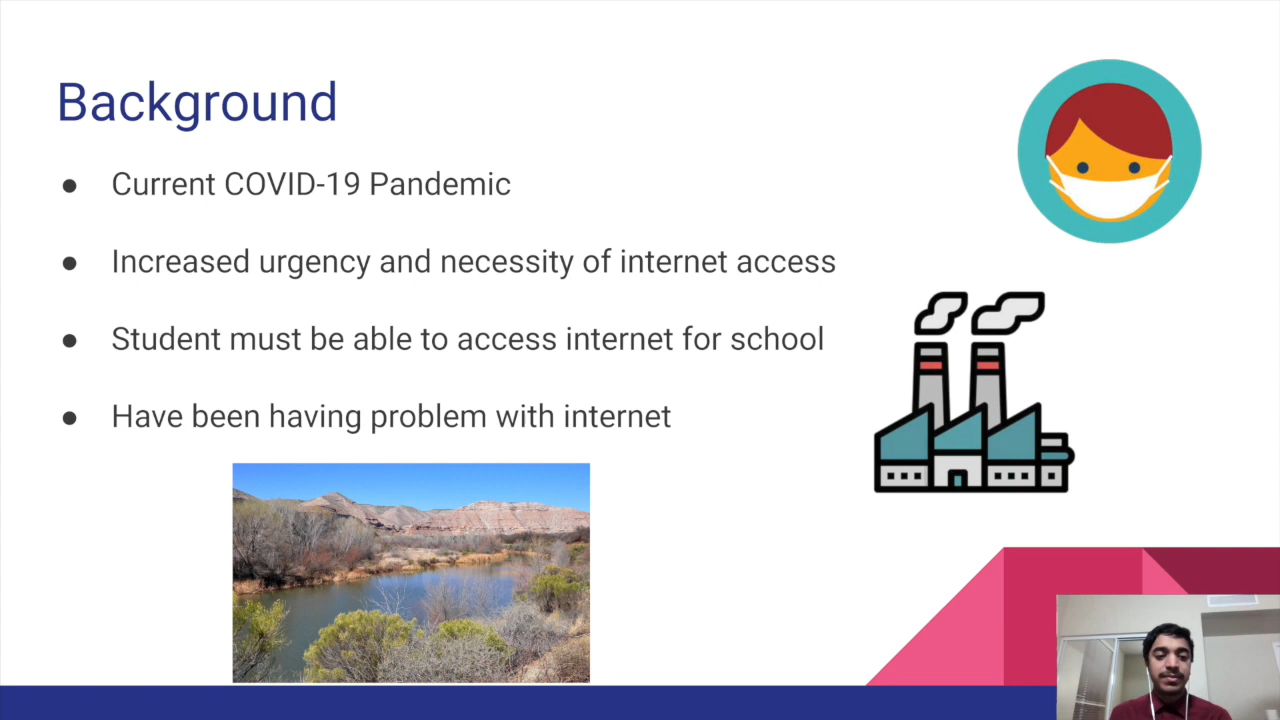 Background
● Current COVID-19 Pandemic
● Increased urgency and necessity of internet access
● Student must be able to access internet for school
● Have been having problem with internet